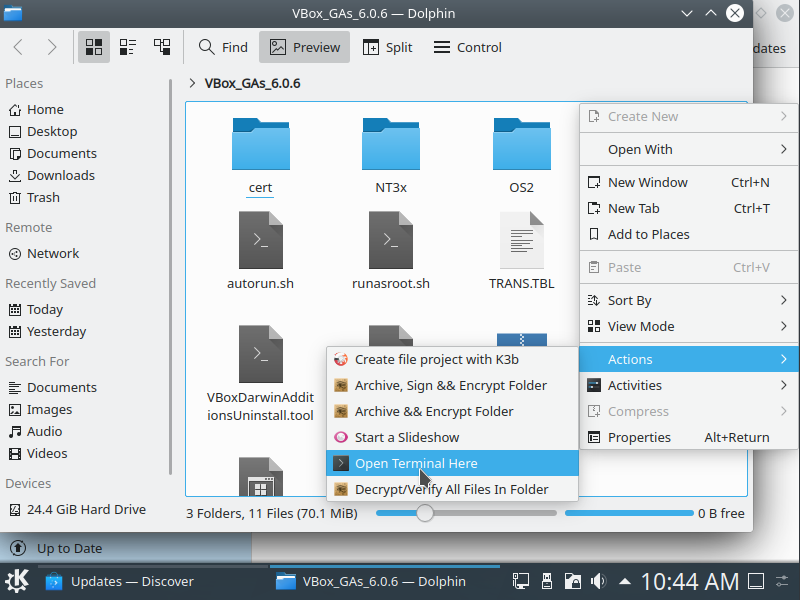 VBox_GAs_6.0.6 — Dolphin
Find
Preview
Split
Control
dates
Places
Home
Desktop
Documents
Downloads
Trash
Remote
Network
Recently Saved
Today
Yesterday
Search For
Documents
Images
Audio
Videos
Devices
24.4 GiB Hard Drive
VBox_GAs_6.0.6
cert
NT3x
OS2
autorun.sh
runasroot.sh
TRANS.TBL
VBoxDarwinAddit
ionsUninstall.tool
Create New
Open With
New Window Ctrl+N
New Tab Ctrl+T
Add to Places
Paste Ctrl+V
Sort By
View Mode
Actions
Activities
Compress
Properties Alt+Return
Create file project with K3b
Archive, Sign && Encrypt Folder
Archive && Encrypt Folder
Start a Slideshow
Open Terminal Here
Decrypt/Verify All Files In Folder
3 Folders, 11 Files (70.1 MiB)
0 B free
Up to Date
Updates — Discover
VBox_GAs_6.0.6 — Dolphin
10:44 AM